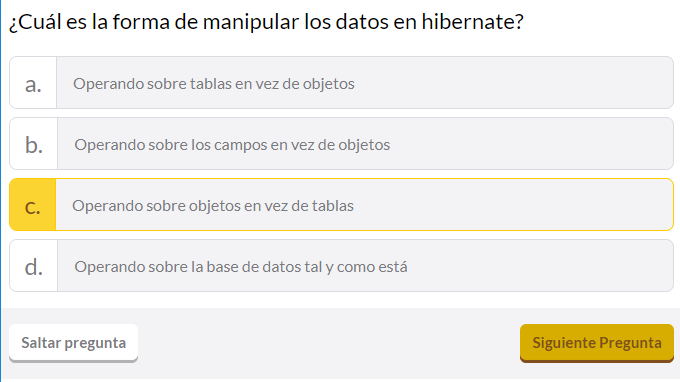 ¿Cuál es la forma de manipular los datos en hibernate?
a. Operando sobre tablas en vez de objetos
b. Operando sobre los campos en vez de objetos
c. Operando sobre objetos en vez de tablas
d. Operando sobre la base de datos tal y como está
Saltar pregunta Siguiente Pregunta